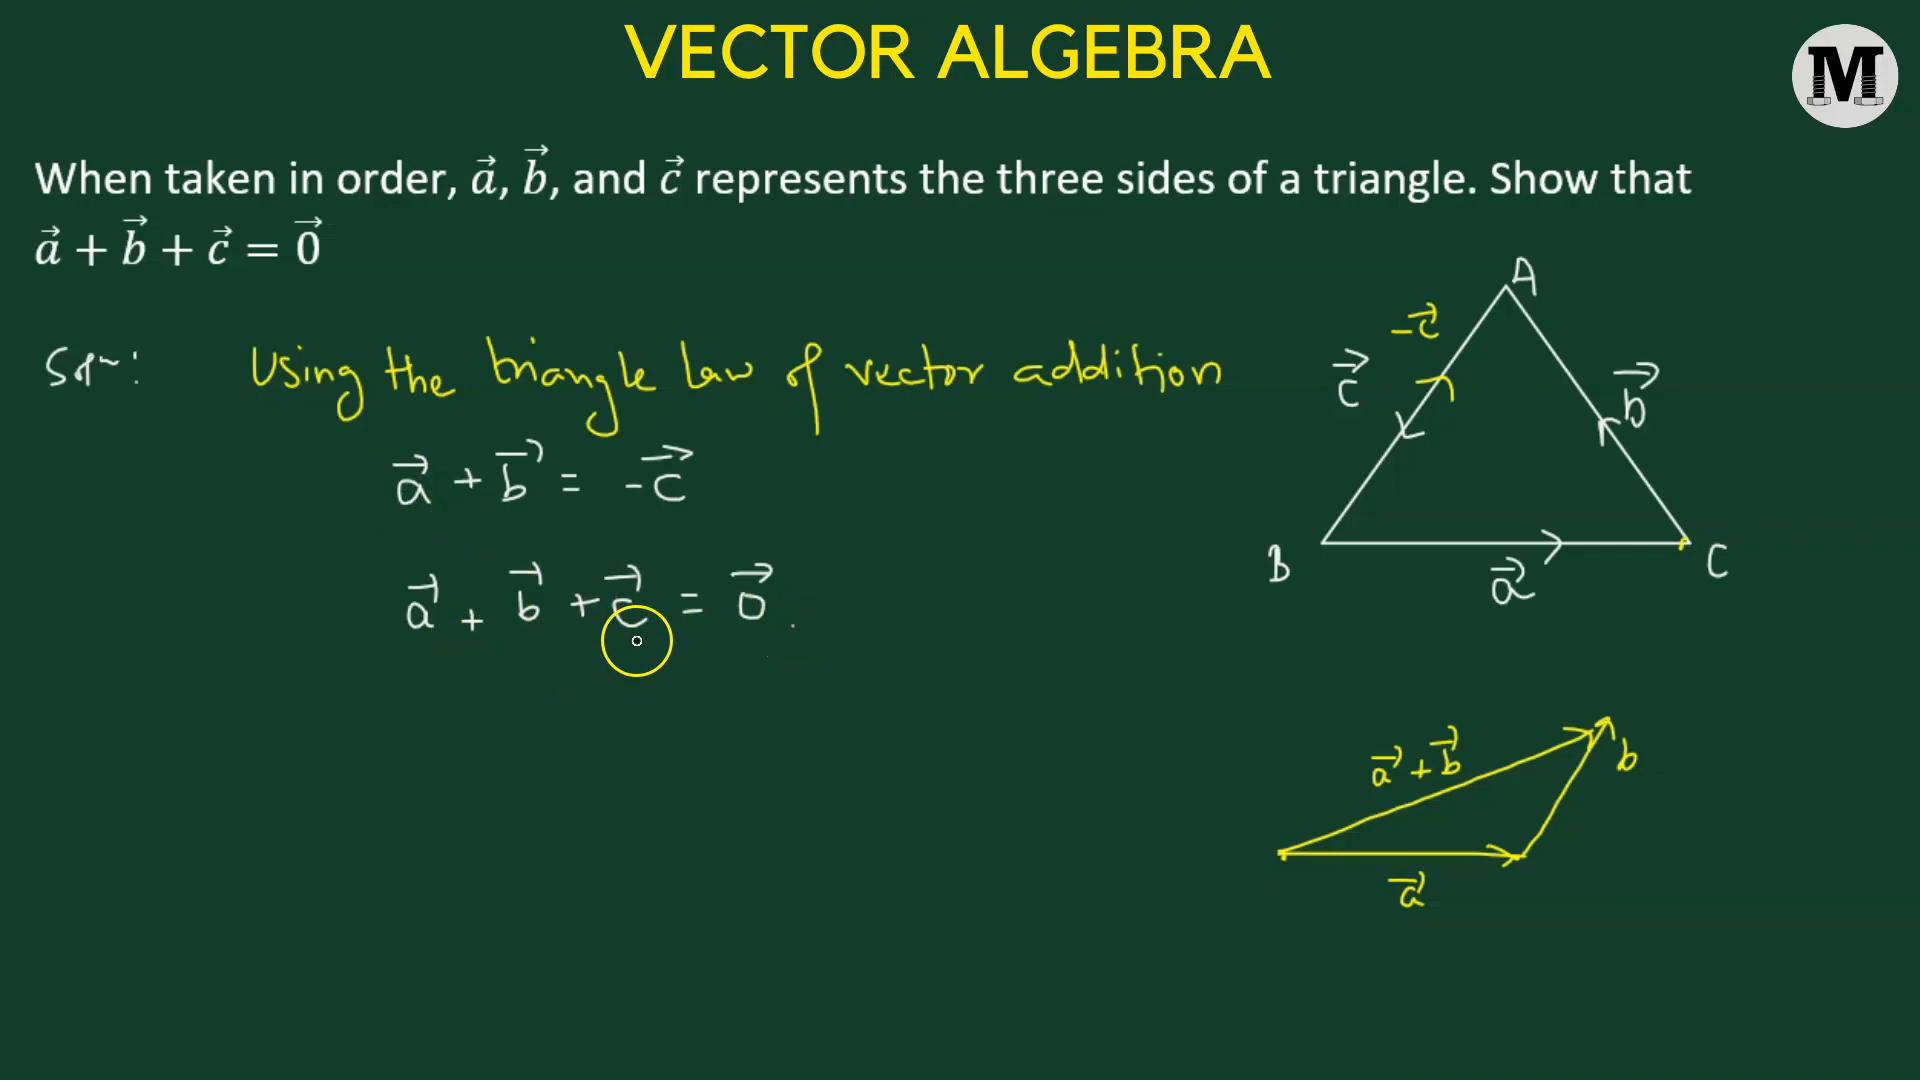 VECTOR ALGEBRA
M
When taken in order, a⃗, b⃗, and c⃗ represents the three sides of a triangle. Show that
a⃗ + b⃗ + c⃗ = 0⃗
Using the triangle law of vector addition
a⃗ + b⃗ = -c⃗
a⃗ + b⃗ + c⃗ = 0⃗.
A
-c⃗
c⃗
b⃗
B
a⃗
C
a⃗ + b⃗
b
a⃗